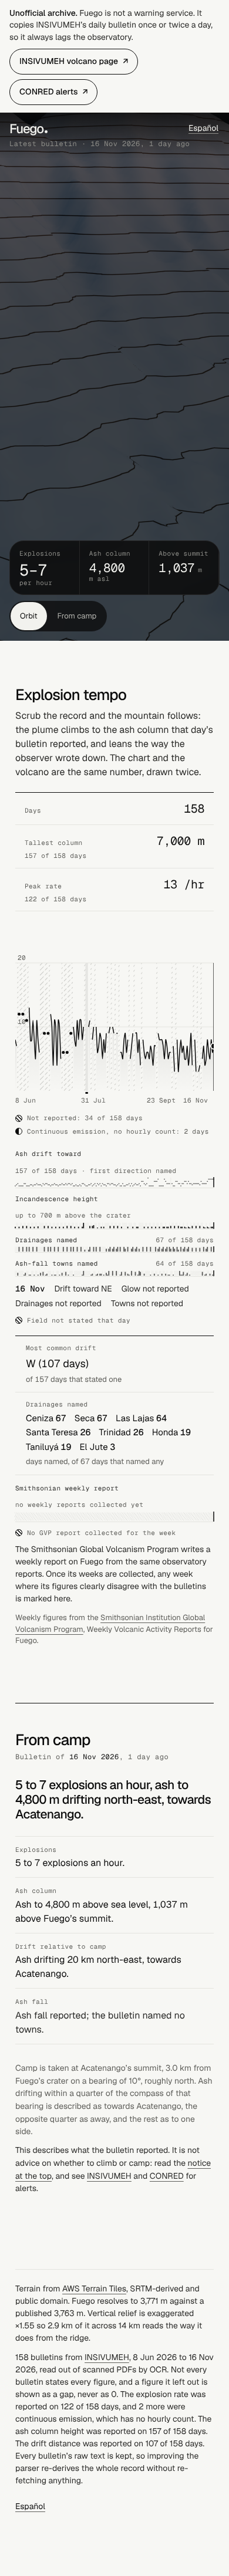 Unofficial archive. Fuego is not a warning service. It
copies INSIVUMEH's daily bulletin once or twice a day,
so it always lags the observatory.
INSIVUMEH volcano page ↗
CONRED alerts ↗
Fuego.
Español
Latest bulletin · 16 Nov 2026, 1 day ago
Explosions
5–7
per hour
Ash column
4,800
m asl
Above summit
1,037 m
Orbit
From camp
Explosion tempo
Scrub the record and the mountain follows:
the plume climbs to the ash column that day's
bulletin reported, and leans the way the
observer wrote down. The chart and the
volcano are the same number, drawn twice.
Days
158
Tallest column
7,000 m
157 of 158 days
Peak rate
13 /hr
122 of 158 days
20
10
8 Jun
31 Jul
23 Sept
16 Nov
Not reported: 34 of 158 days
Continuous emission, no hourly count: 2 days
Ash drift toward
157 of 158 days · first direction named
Incandescence height
up to 700 m above the crater
Drainages named
67 of 158 days
Ash-fall towns named
64 of 158 days
16 Nov Drift toward NE Glow not reported
Drainages not reported Towns not reported
Field not stated that day
Most common drift
W (107 days)
of 157 days that stated one
Drainages named
Ceniza 67 Seca 67 Las Lajas 64
Santa Teresa 26 Trinidad 26 Honda 19
Taniluyá 19 El Jute 3
days named, of 67 days that named any
Smithsonian weekly report
no weekly reports collected yet
No GVP report collected for the week
The Smithsonian Global Volcanism Program writes a
weekly report on Fuego from the same observatory
reports. Once its weeks are collected, any week
where its figures clearly disagree with the bulletins
is marked here.
Weekly figures from the Smithsonian Institution Global
Volcanism Program, Weekly Volcanic Activity Reports for
Fuego.
From camp
Bulletin of 16 Nov 2026, 1 day ago
5 to 7 explosions an hour, ash to
4,800 m drifting north-east, towards
Acatenango.
Explosions
5 to 7 explosions an hour.
Ash column
Ash to 4,800 m above sea level, 1,037 m
above Fuego's summit.
Drift relative to camp
Ash drifting 20 km north-east, towards
Acatenango.
Ash fall
Ash fall reported; the bulletin named no
towns.
Camp is taken at Acatenango's summit, 3.0 km from
Fuego's crater on a bearing of 10°, roughly north. Ash
drifting within a quarter of the compass of that
bearing is described as towards Acatenango, the
opposite quarter as away, and the rest as to one
side.
This describes what the bulletin reported. It is not
advice on whether to climb or camp: read the notice
at the top, and see INSIVUMEH and CONRED for
alerts.
Terrain from AWS Terrain Tiles, SRTM-derived and
public domain. Fuego resolves to 3,771 m against a
published 3,763 m. Vertical relief is exaggerated
×1.55 so 2.9 km of it across 14 km reads the way it
does from the ridge.
158 bulletins from INSIVUMEH, 8 Jun 2026 to 16 Nov
2026, read out of scanned PDFs by OCR. Not every
bulletin states every figure, and a figure it left out is
shown as a gap, never as 0. The explosion rate was
reported on 122 of 158 days, and 2 more were
continuous emission, which has no hourly count. The
ash column height was reported on 157 of 158 days.
The drift distance was reported on 107 of 158 days.
Every bulletin's raw text is kept, so improving the
parser re-derives the whole record without re-
fetching anything.
Español